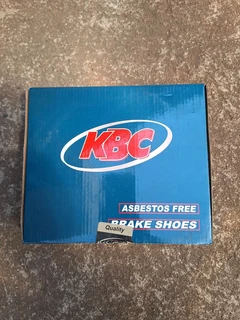 KBC
ASBESTOS FREE
BRAKE SHOES
Quality